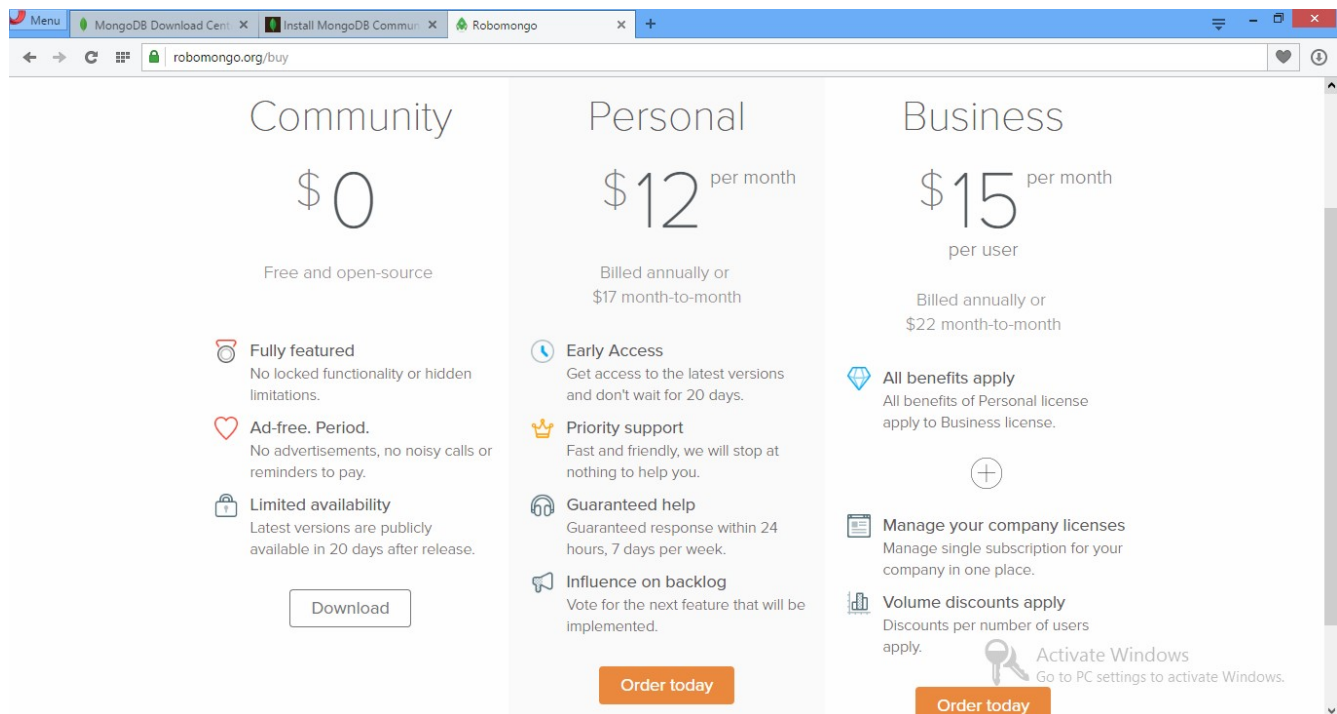 Menu
MongoDB Download Cent
Install MongoDB Commun
Robomongo
robomongo.org/buy
Community
$0
Free and open-source
Fully featured
No locked functionality or hidden
limitations.
Ad-free. Period.
No advertisements, no noisy calls or
reminders to pay.
Limited availability
Latest versions are publicly
available in 20 days after release.
Download
Personal
$12 per month
Billed annually or
$17 month-to-month
Early Access
Get access to the latest versions
and don't wait for 20 days.
Priority support
Fast and friendly, we will stop at
nothing to help you.
Guaranteed help
Guaranteed response within 24
hours, 7 days per week.
Influence on backlog
Vote for the next feature that will be
implemented.
Order today
Business
$15 per month
per user
Billed annually or
$22 month-to-month
All benefits apply
All benefits of Personal license
apply to Business license.
Manage your company licenses
Manage single subscription for your
company in one place.
Volume discounts apply
Discounts per number of users
apply.
Order today
Activate Windows
Go to PC settings to activate Windows.